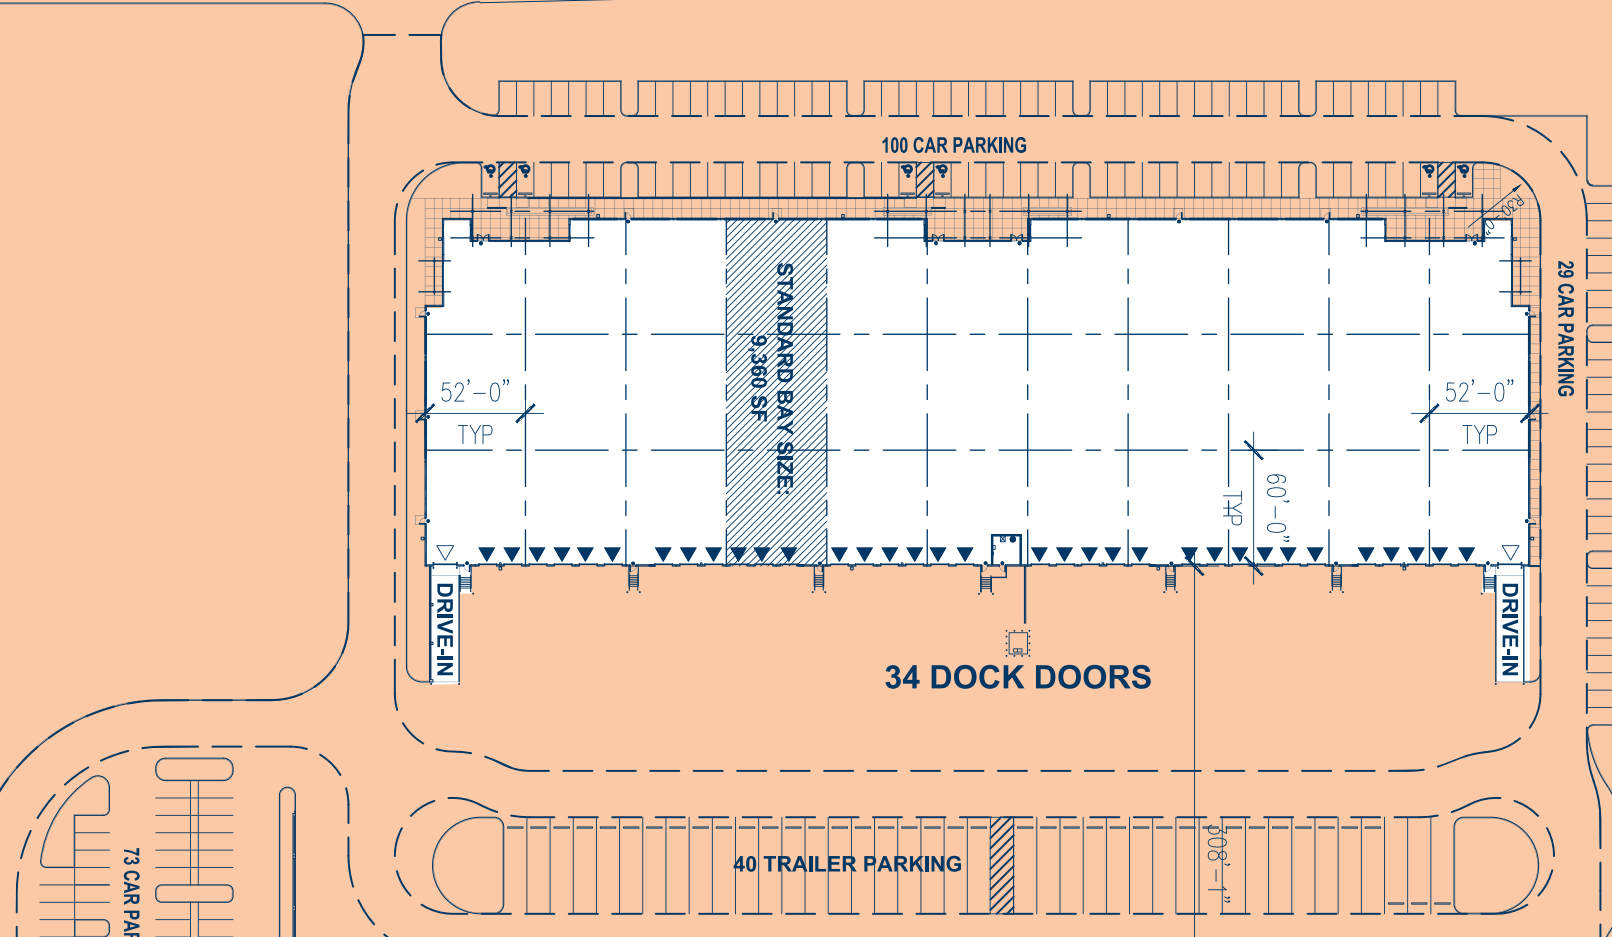 100 CAR PARKING
R30'-0"
29 CAR PARKING
STANDARD BAY SIZE:
9,360 SF
52'-0"
TYP
52'-0"
TYP
60'-0"
TYP
DRIVE-IN
DRIVE-IN
34 DOCK DOORS
40 TRAILER PARKING
308'-1"
73 CAR PAR